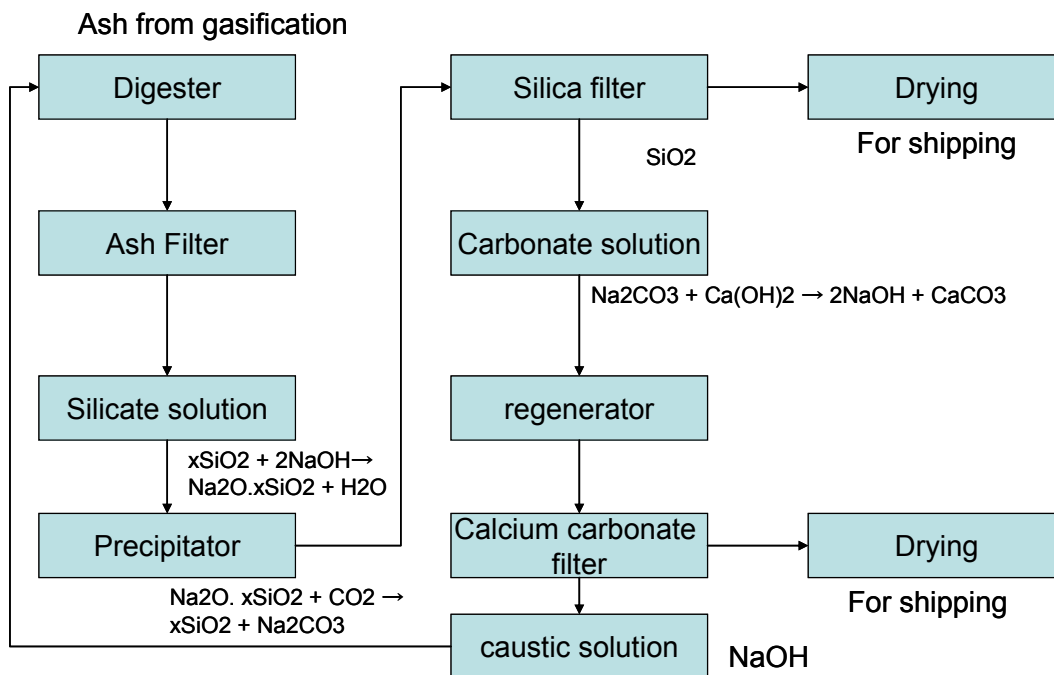 Ash from gasification
Digester
Ash Filter
Silicate solution
xSiO2 + 2NaOH→
Na2O.xSiO2 + H2O
Precipitator
Na2O. xSiO2 + CO2 →
xSiO2 + Na2CO3
Silica filter
SiO2
Carbonate solution
Na2CO3 + Ca(OH)2 → 2NaOH + CaCO3
regenerator
Calcium carbonate
filter
caustic solution
NaOH
Drying
For shipping
Drying
For shipping